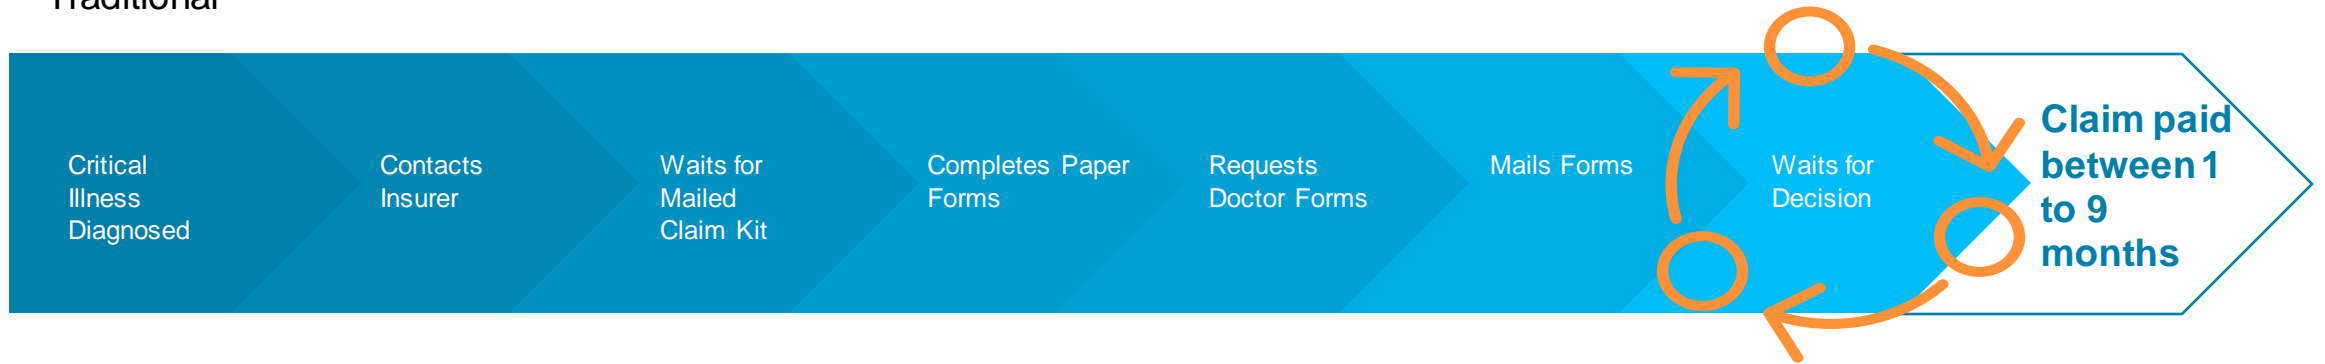 Traditional
Critical
Illness
Diagnosed
Contacts
Insurer
Waits for
Mailed
Claim Kit
Completes Paper
Forms
Requests
Doctor Forms
Mails Forms
Waits for
Decision
Claim paid
between 1
to 9
months